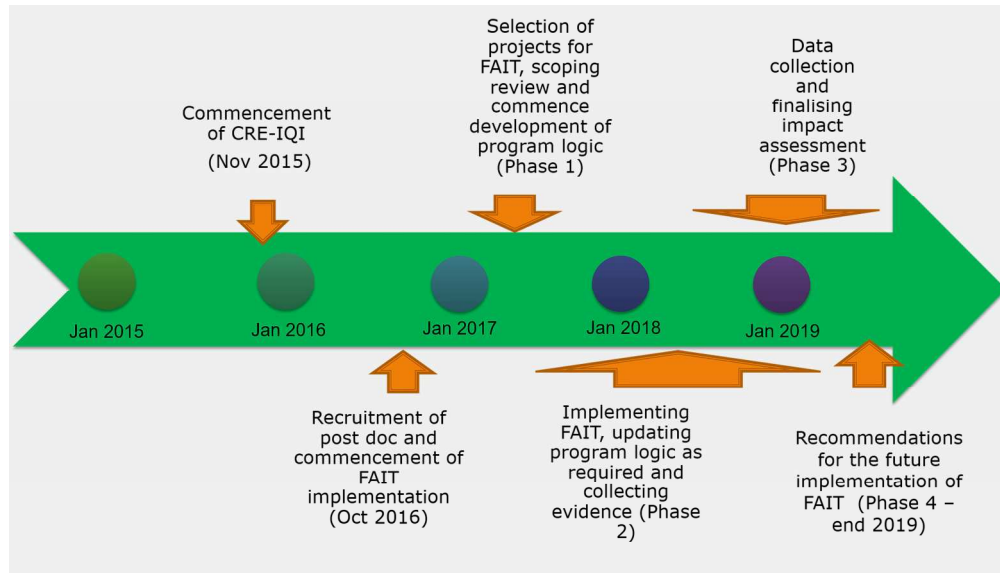 Commencement
of CRE-IQI
(Nov 2015)
Selection of
projects for
FAIT, scoping
review and
commence
development of
program logic
(Phase 1)
Data
collection
and
finalising
impact
assessment
(Phase 3)
Jan 2015
Jan 2016
Jan 2017
Jan 2018
Jan 2019
Recruitment of
post doc and
commencement of
FAIT
implementation
(Oct 2016)
Implementing
FAIT, updating
program logic as
required and
collecting
evidence (Phase
2)
Recommendations
for the future
implementation of
FAIT (Phase 4 –
end 2019)